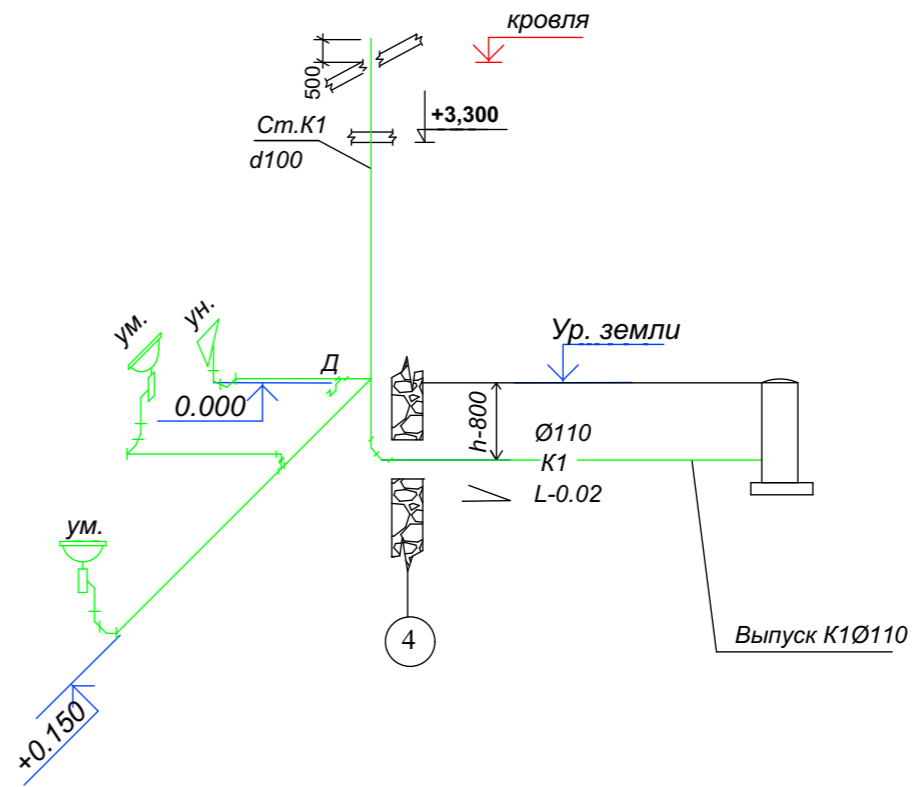 кровля
500
+3,300
Ст.К1
d100
ум.
ун.
Ур. земли
Д
0.000
h-800
Ø110
К1
L-0.02
ум.
4
Выпуск К1Ø110
+0.150